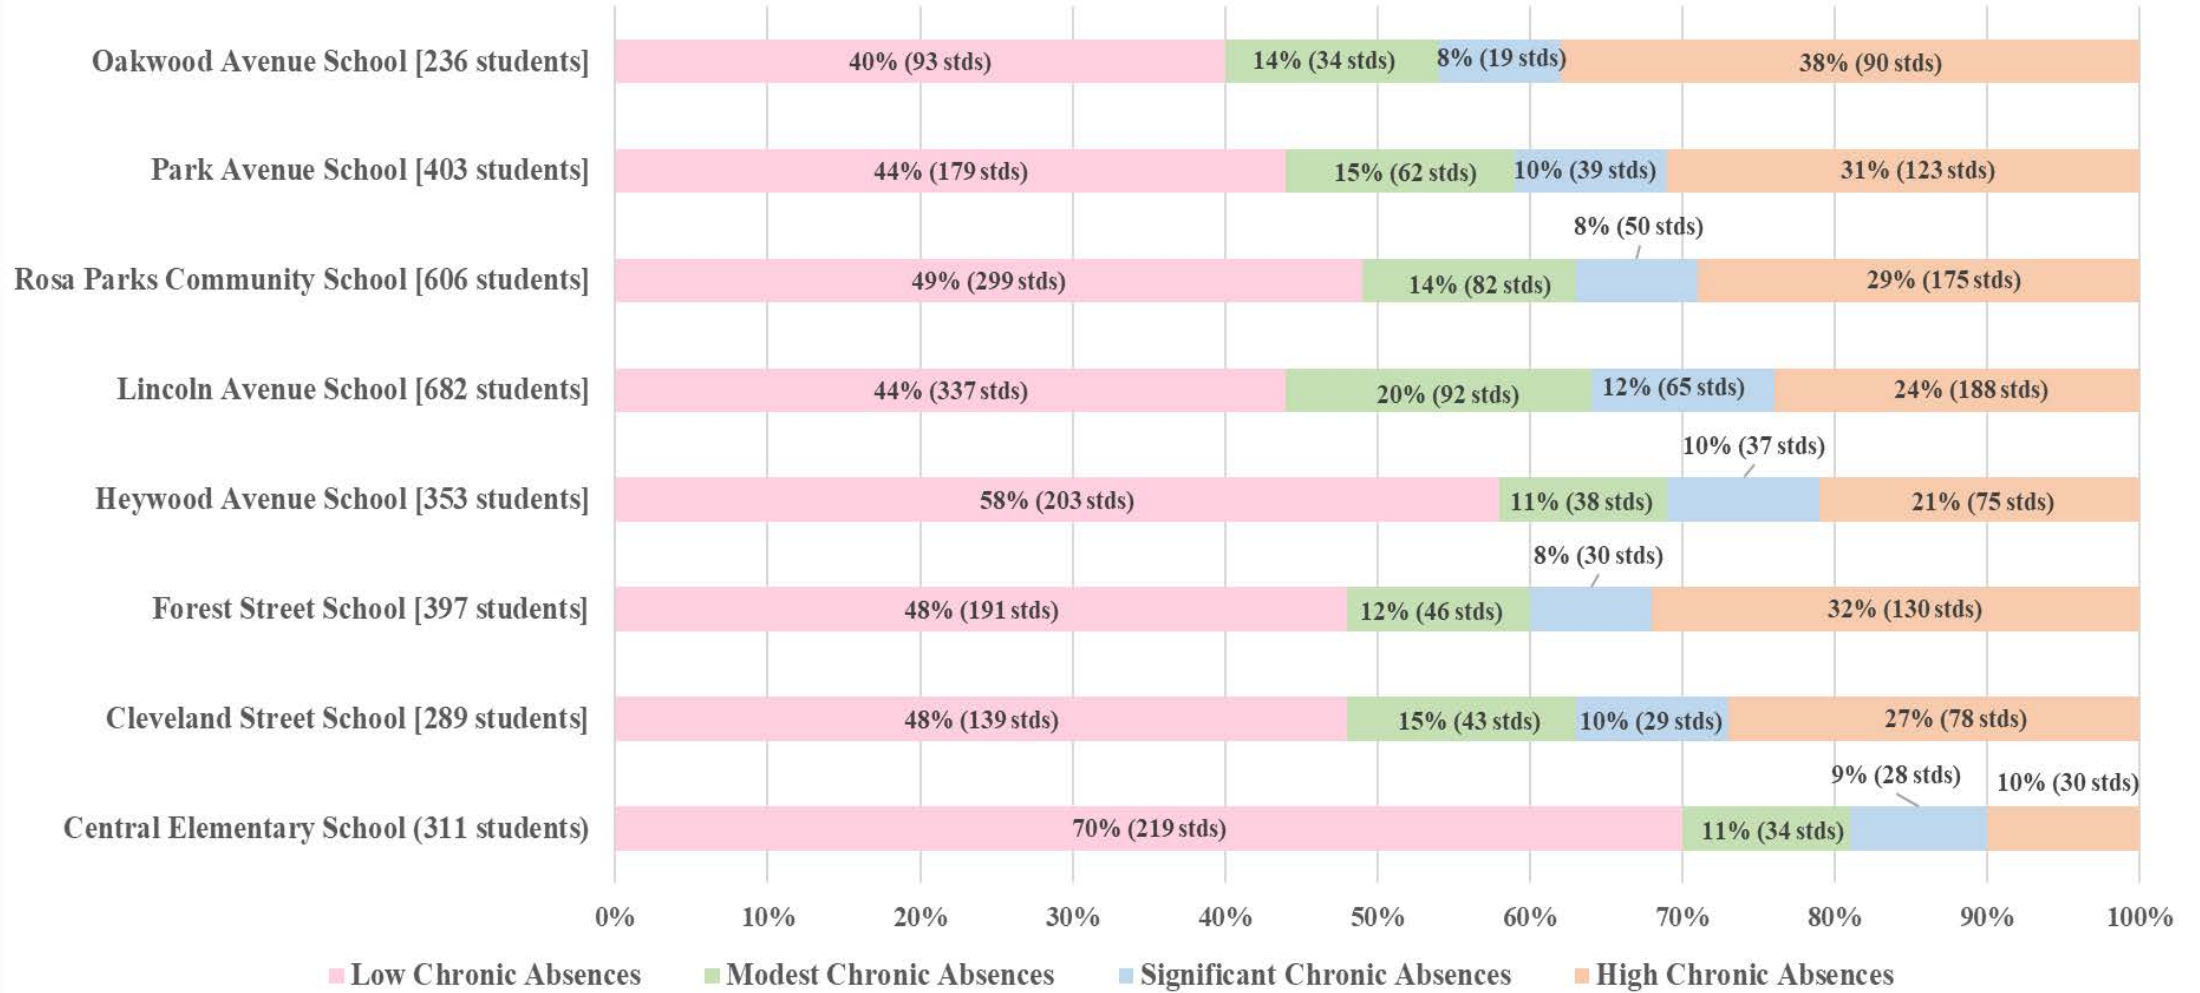 Oakwood Avenue School [236 students]
40% (93 stds)
14% (34 stds)
8% (19 stds)
38% (90 stds)
Park Avenue School [403 students]
44% (179 stds)
15% (62 stds)
10% (39 stds)
31% (123 stds)
8% (50 stds)
Rosa Parks Community School [606 students]
49% (299 stds)
14% (82 stds)
29% (175 stds)
Lincoln Avenue School [682 students]
44% (337 stds)
20% (92 stds)
12% (65 stds)
24% (188 stds)
10% (37 stds)
Heywood Avenue School [353 students]
58% (203 stds)
11% (38 stds)
21% (75 stds)
8% (30 stds)
Forest Street School [397 students]
48% (191 stds)
12% (46 stds)
32% (130 stds)
Cleveland Street School [289 students]
48% (139 stds)
15% (43 stds)
10% (29 stds)
27% (78 stds)
9% (28 stds)
10% (30 stds)
Central Elementary School (311 students)
70% (219 stds)
11% (34 stds)
0% 10% 20% 30% 40% 50% 60% 70% 80% 90% 100%
Low Chronic Absences Modest Chronic Absences Significant Chronic Absences High Chronic Absences